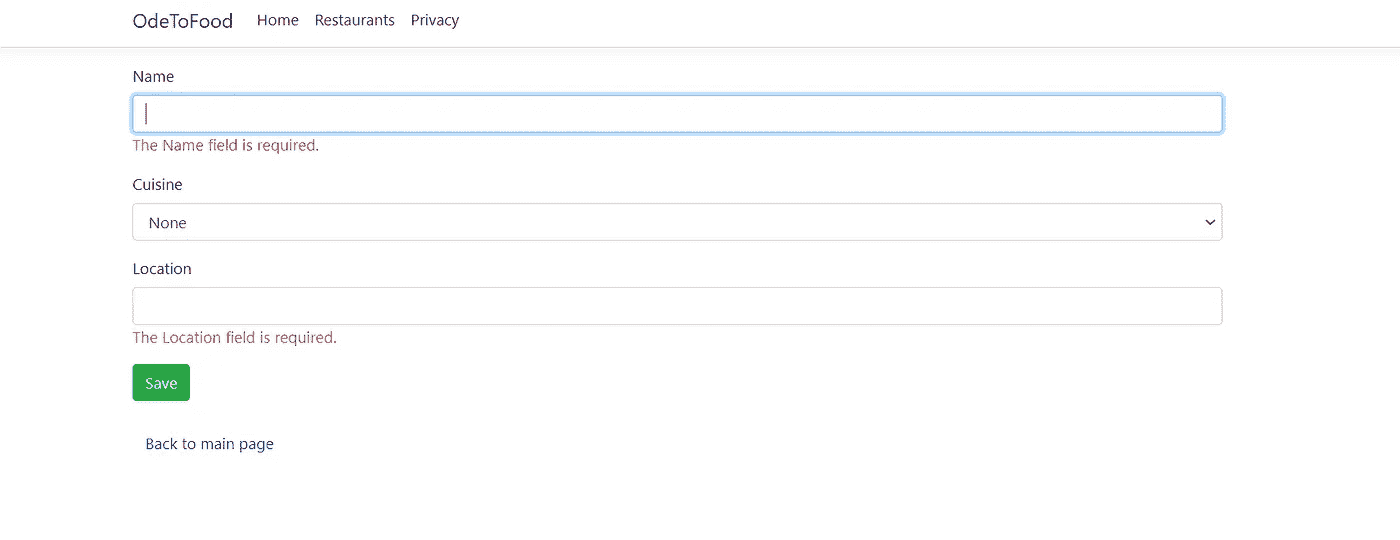 OdeToFood Home Restaurants Privacy
Name
The Name field is required.
Cuisine
None
Location
The Location field is required.
Save
Back to main page